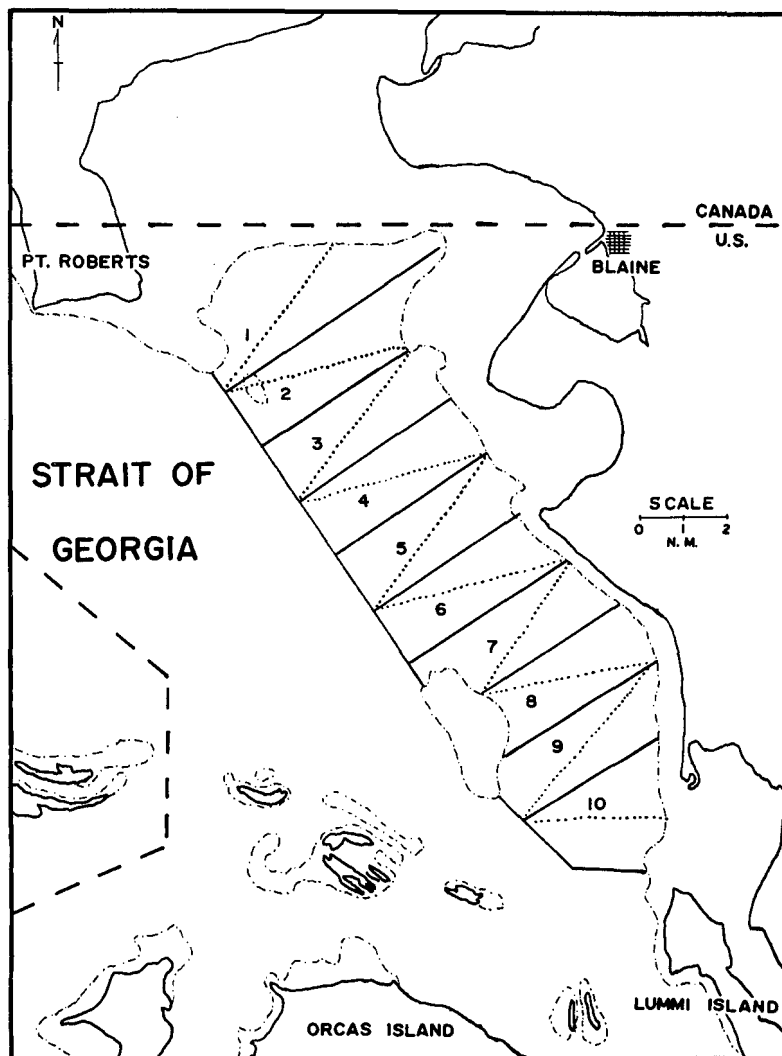 N
CANADA
U.S.
PT. ROBERTS
BLAINE
1
2
3
STRAIT OF
GEORGIA
4
SCALE
0 1 2
N. M.
5
6
7
8
9
10
LUMMI ISLAND
ORCAS ISLAND